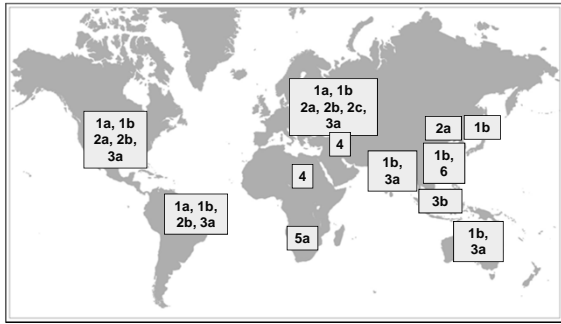 1a, 1b
2a, 2b,
3a
1a, 1b,
2b, 3a
1a, 1b
2a, 2b, 2c,
3a
4
4
5a
1b,
3a
2a
1b
1b,
6
3b
1b,
3a